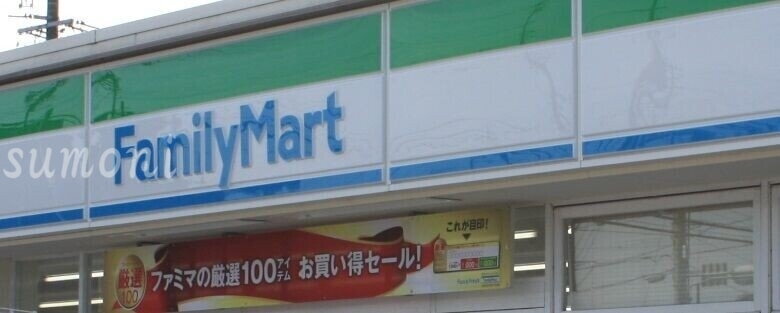 FamilyMart
sumoni
これが目印!
厳選100
ファミマの厳選100アイテム お買い得セール!